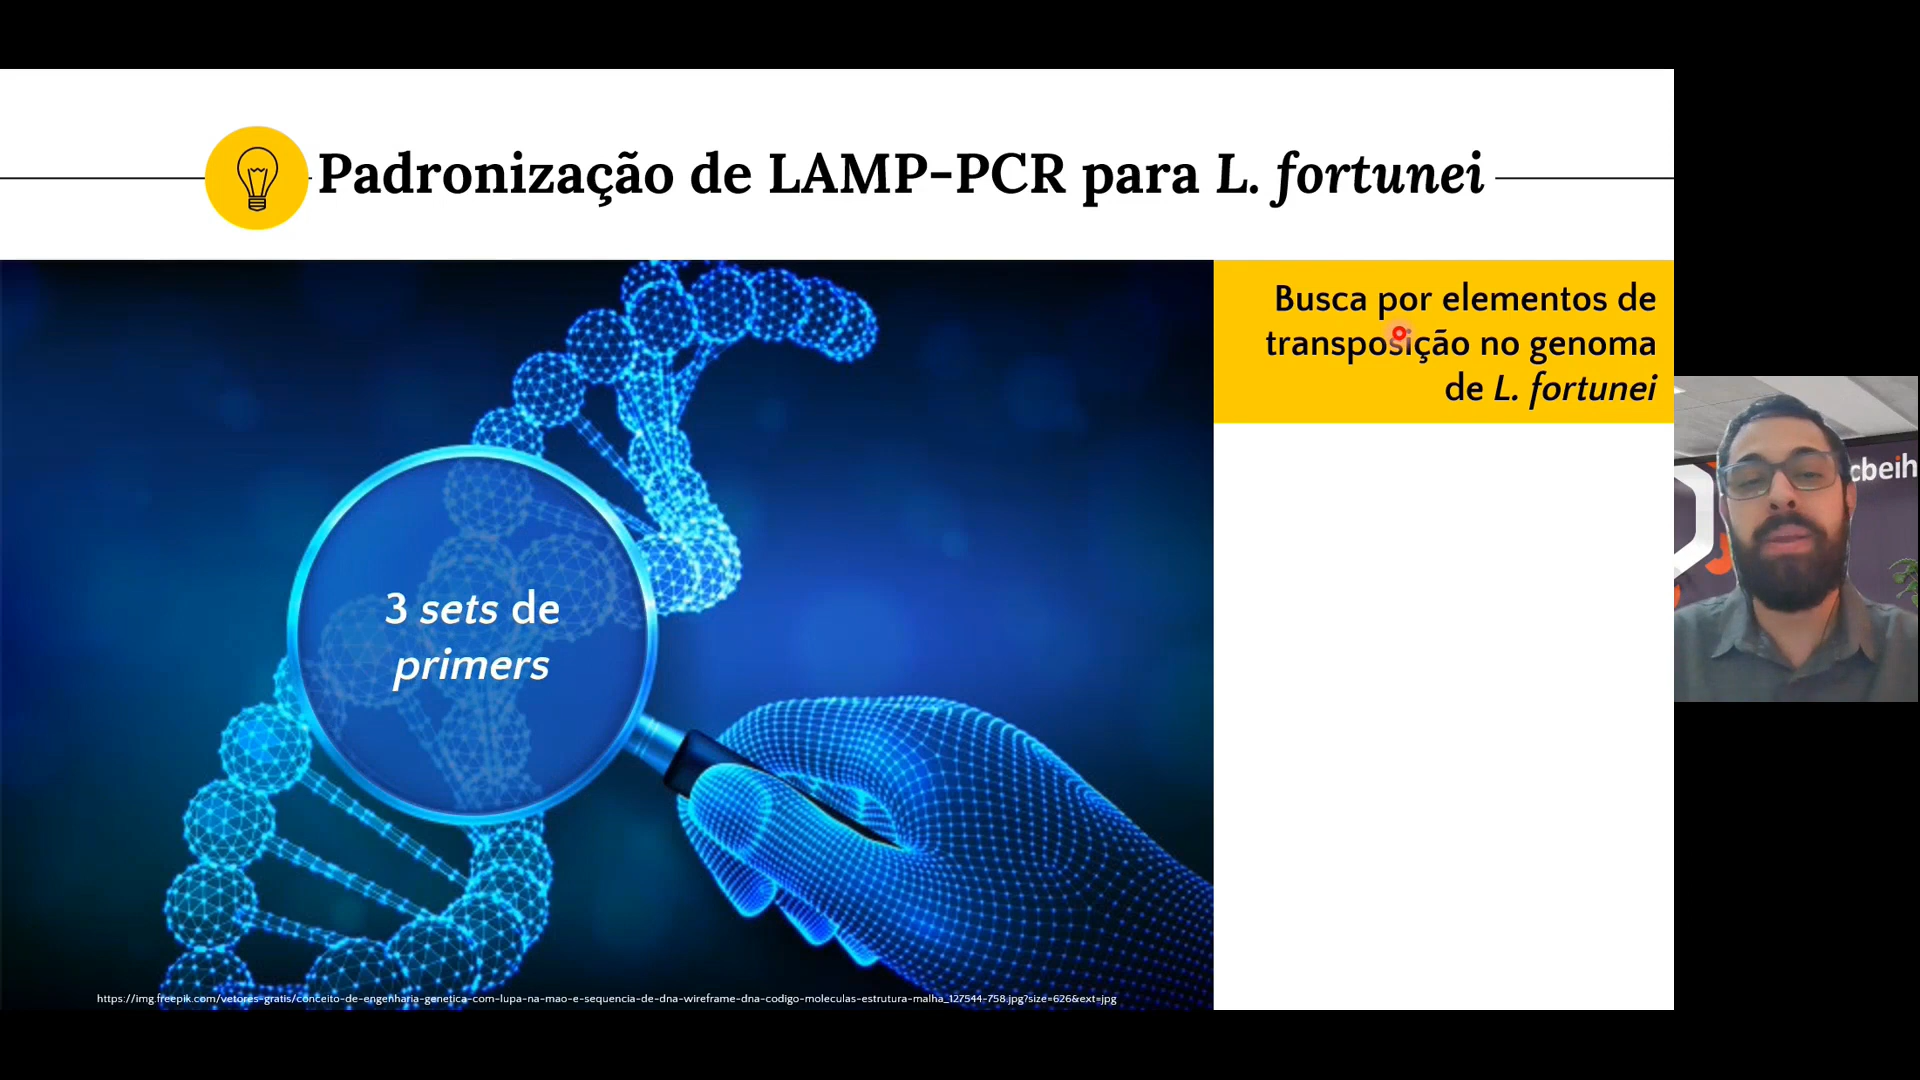 Padronização de LAMP-PCR para L. fortunei
Busca por elementos de
transposição no genoma
de L. fortunei
3 sets de
primers
cbeih
https://img.freepik.com/vetores-gratis/conceito-de-engenharia-genetica-com-lupa-na-mao-e-sequencia-de-dna-wireframe-dna-codigo-moleculas-estrutura-malha_127544-758.jpg?size=626&ext=jpg